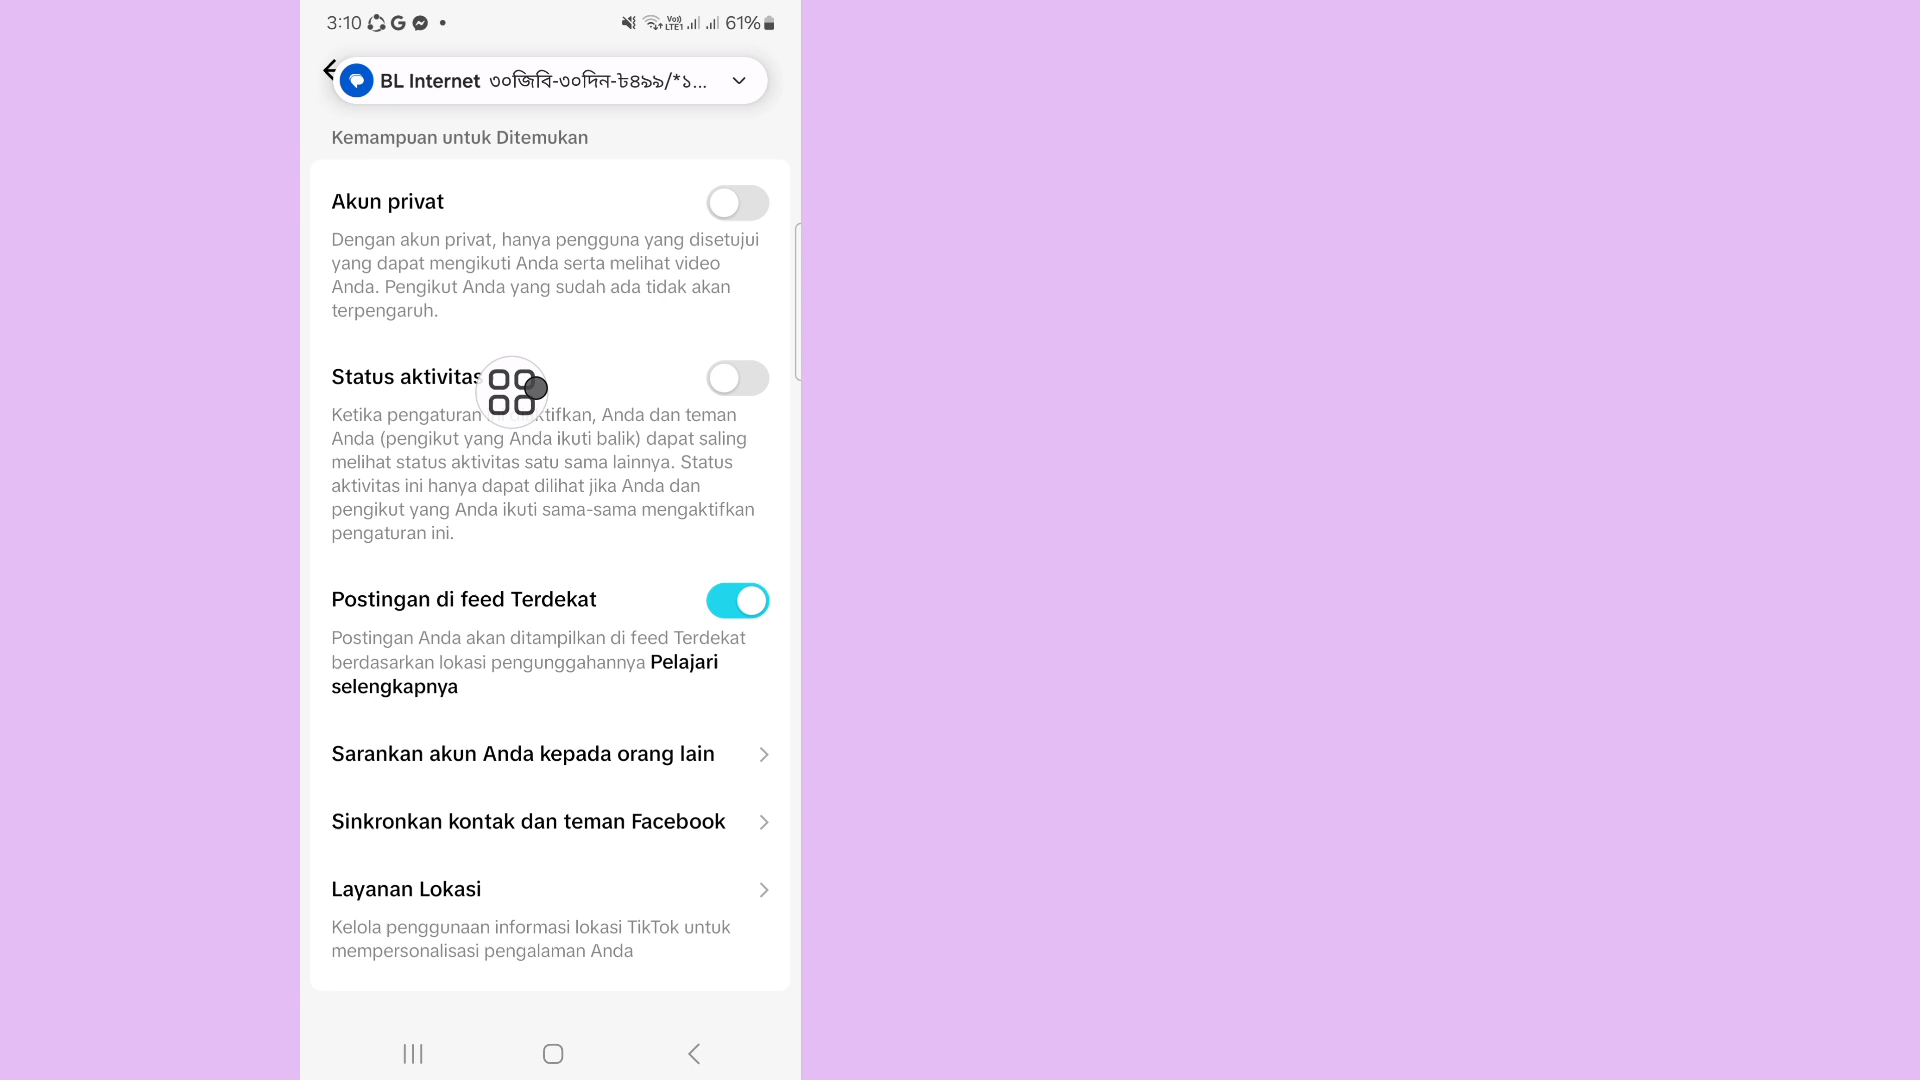 3:10
61%
BL Internet ৩০জিবি-৩০দিন-৳৪৯৯/*১...
Kemampuan untuk Ditemukan
Akun privat
Dengan akun privat, hanya pengguna yang disetujui
yang dapat mengikuti Anda serta melihat video
Anda. Pengikut Anda yang sudah ada tidak akan
terpengaruh.
Status aktivitas
Ketika pengaturan
tifkan, Anda dan teman
Anda (pengikut yang Anda ikuti balik) dapat saling
melihat status aktivitas satu sama lainnya. Status
aktivitas ini hanya dapat dilihat jika Anda dan
pengikut yang Anda ikuti sama-sama mengaktifkan
pengaturan ini.
Postingan di feed Terdekat
Postingan Anda akan ditampilkan di feed Terdekat
berdasarkan lokasi pengunggahannya Pelajari
selengkapnya
Sarankan akun Anda kepada orang lain
Sinkronkan kontak dan teman Facebook
Layanan Lokasi
Kelola penggunaan informasi lokasi TikTok untuk
mempersonalisasi pengalaman Anda